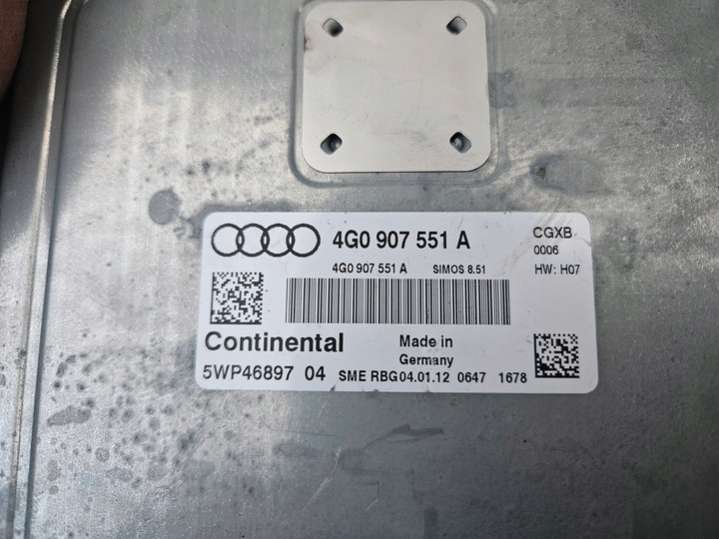 4G0 907 551 A
CGXB
0006
4G0 907 551 A SIMOS 8.51 HW: H07
Continental
Made in
Germany
5WP46897 04 SME RBG04.01.12 0647 1678